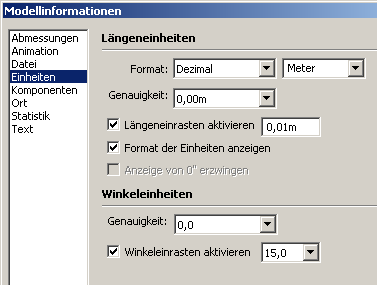 Modellinformationen
Abmessungen
Animation
Datei
Einheiten
Komponenten
Ort
Statistik
Text
Längeneinheiten
Format: Dezimal Meter
Genauigkeit: 0,00m
Längeneinrasten aktivieren 0,01m
Format der Einheiten anzeigen
Anzeige von 0" erzwingen
Winkeleinheiten
Genauigkeit: 0,0
Winkeleinrasten aktivieren 15,0